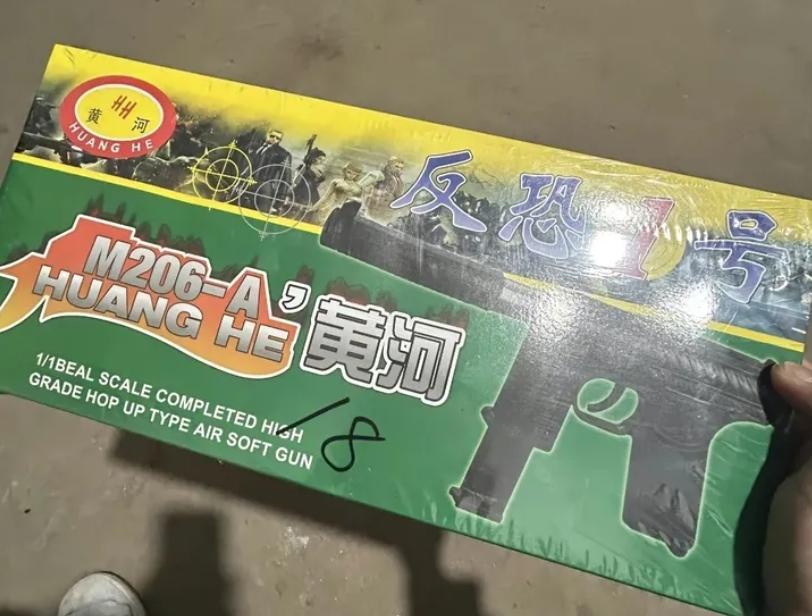 HH
黄 河
HUANG HE
反恐1号
M206-A
HUANG HE
,黄河
1/1BEAL SCALE COMPLETED HIGH
GRADE HOP UP TYPE AIR SOFT GUN
18